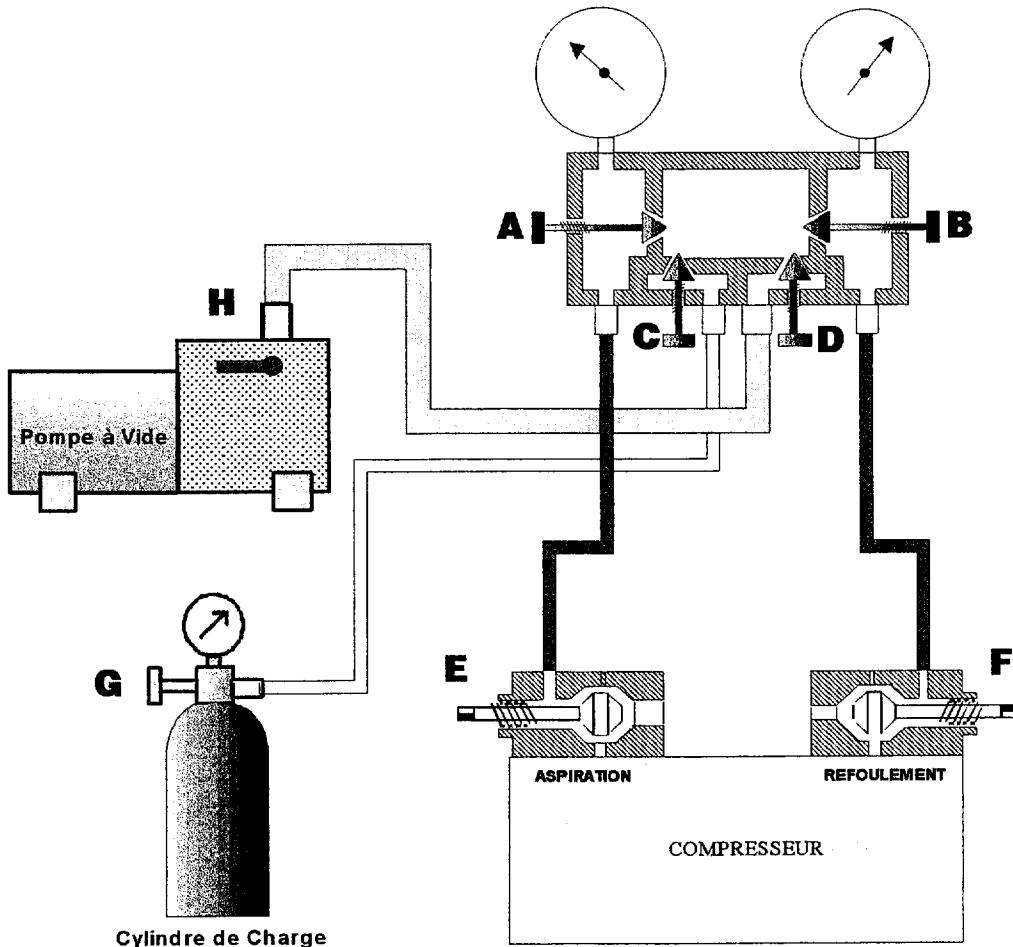 A
B
C
D
H
Pompe à Vide
G
E
F
ASPIRATION
REFOULEMENT
COMPRESSEUR
Cylindre de Charge